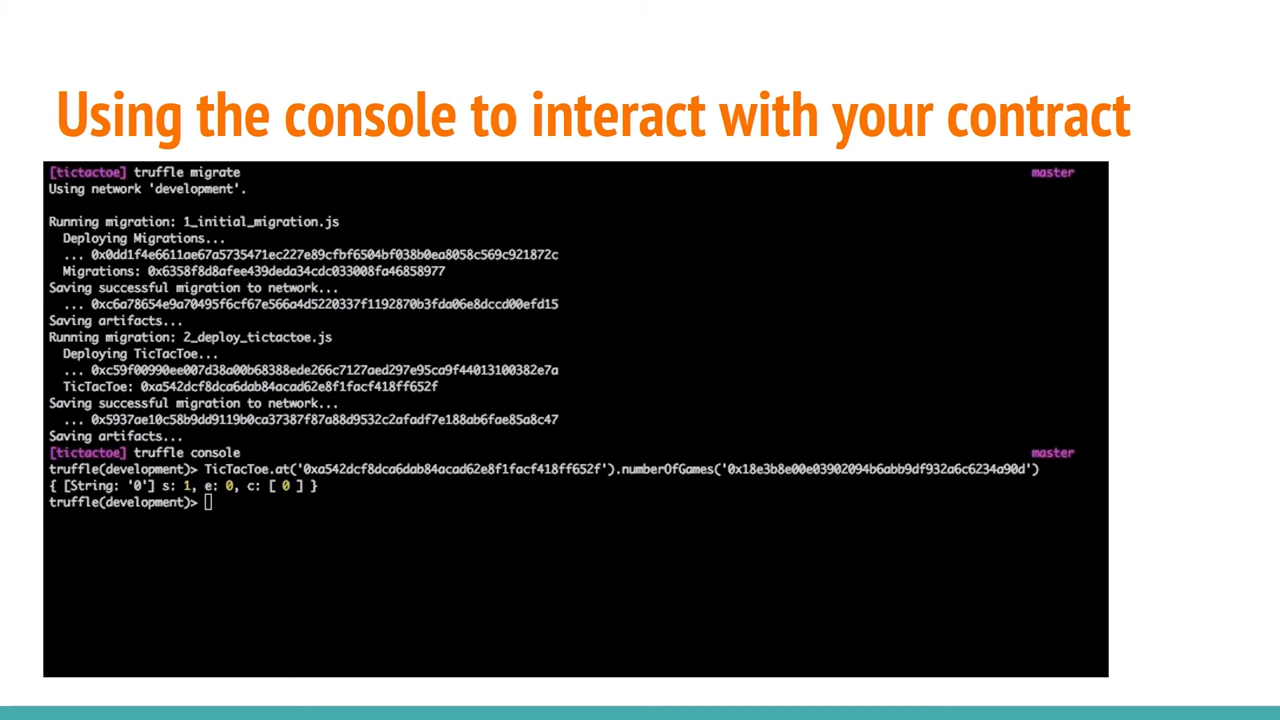 Using the console to interact with your contract
[tictactoe] truffle migrate master
Using network 'development'.
Running migration: 1_initial_migration.js
Deploying Migrations...
... 0x0dd1f4e6611ae67a5735471ec227e89cfbf6504bf038b0ea8058c569c921872c
Migrations: 0x6358f8d8afee439deda34cdc033008fa46858977
Saving successful migration to network...
... 0xc6a78654e9a70495f6cf67e566a4d5220337f1192870b3fda06e8dccd00efd15
Saving artifacts...
Running migration: 2_deploy_tictactoe.js
Deploying TicTacToe...
... 0xc59f00990ee007d38a00b68388ede266c7127aed297e95ca9f44013100382e7a
TicTacToe: 0xa542dcf8dca6dab84acad62e8f1facf418ff652f
Saving successful migration to network...
... 0x5937ae10c58b9dd9119b0ca37387f87a88d9532c2afadf7e188ab6fae85a8c47
Saving artifacts...
[tictactoe] truffle console master
truffle(development)> TicTacToe.at('0xa542dcf8dca6dab84acad62e8f1facf418ff652f').numberOfGames('0x18e3b8e00e03902094b6abb9df932a6c6234a90d')
{ [String: '0'] s: 1, e: 0, c: [ 0 ] }
truffle(development)>